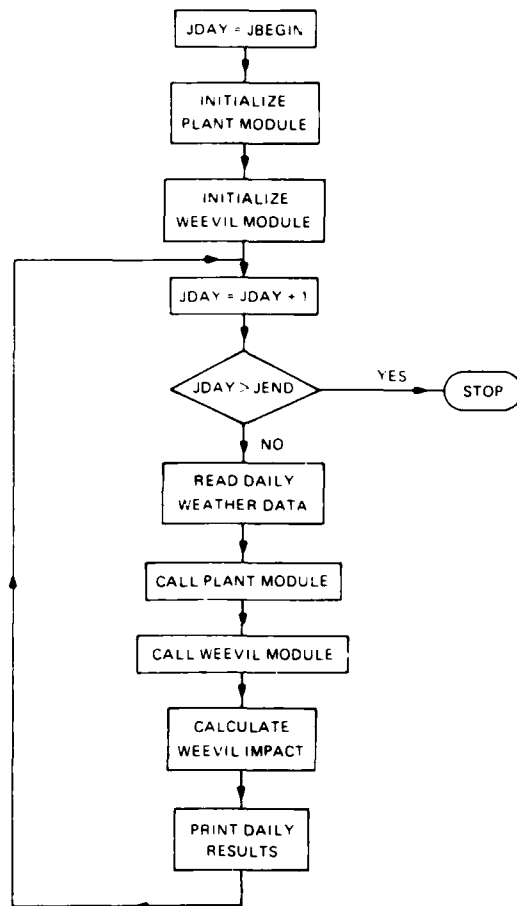 JDAY = JBEGIN
INITIALIZE
PLANT MODULE
INITIALIZE
WEEVIL MODULE
JDAY = JDAY + 1
JDAY > JEND
YES
STOP
NO
READ DAILY
WEATHER DATA
CALL PLANT MODULE
CALL WEEVIL MODULE
CALCULATE
WEEVIL IMPACT
PRINT DAILY
RESULTS